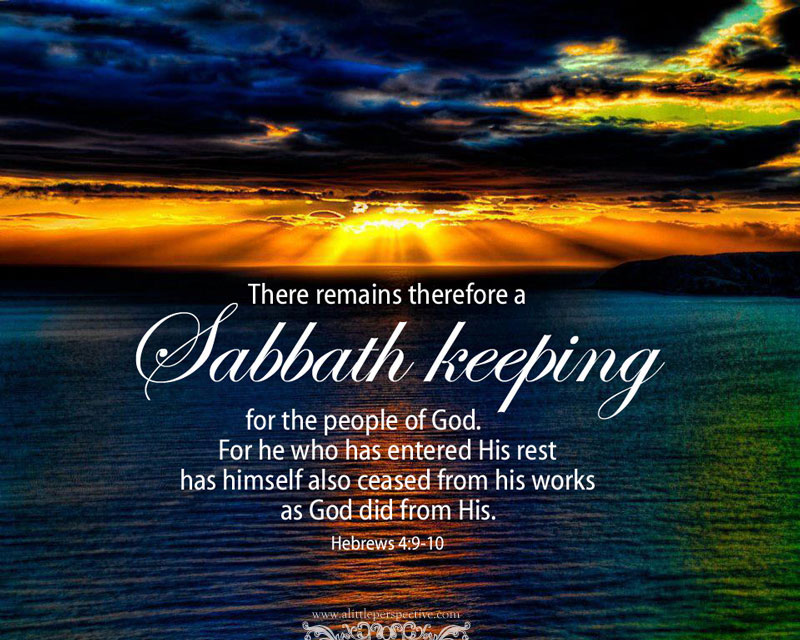 There remains therefore a
Sabbath keeping
for the people of God.
For he who has entered His rest
has himself also ceased from his works
as God did from His.
Hebrews 4:9-10
www.alittleperspective.com